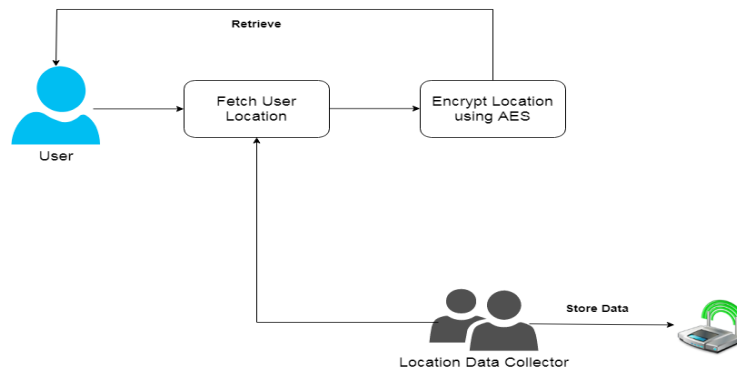 Retrieve
Fetch User
Location
Encrypt Location
using AES
User
Store Data
Location Data Collector